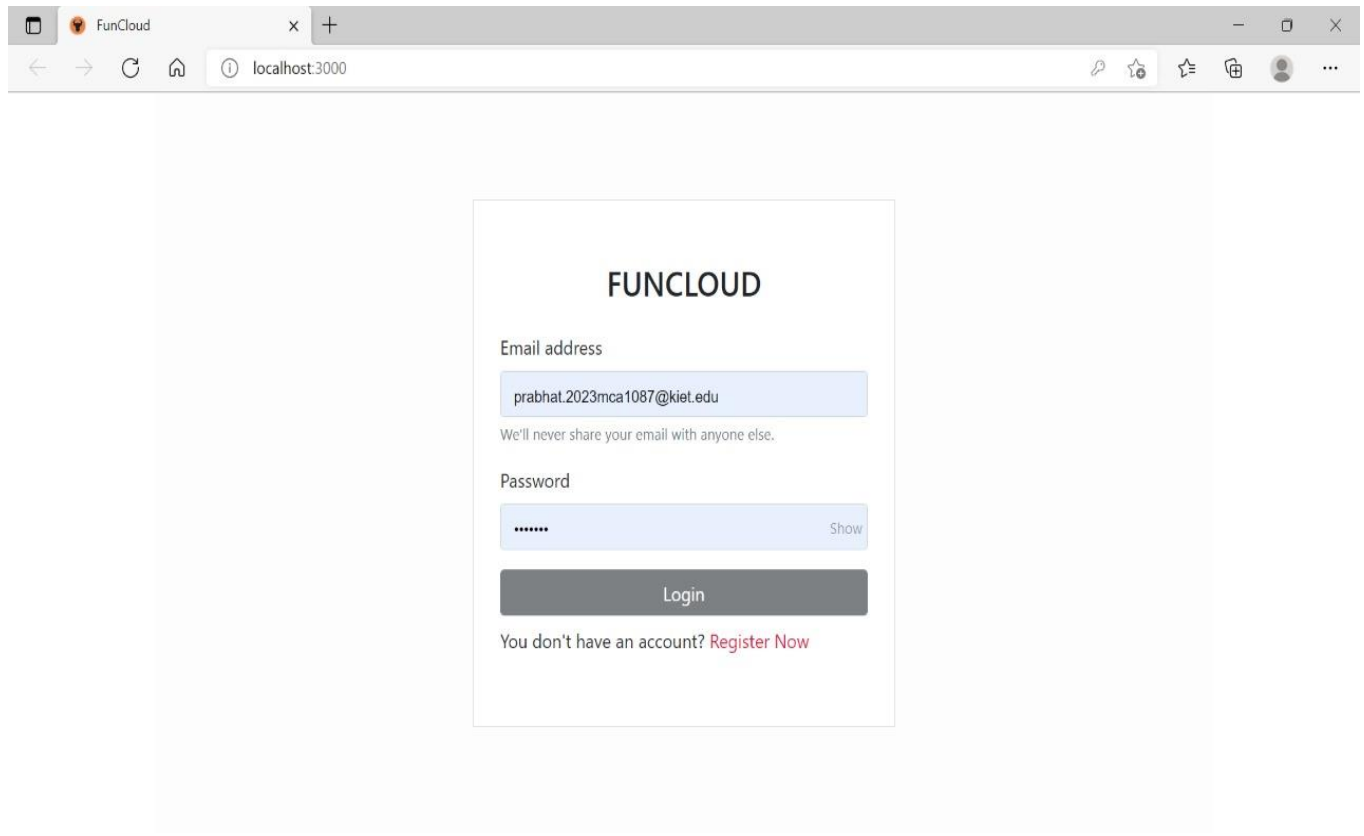 FunCloud
localhost:3000
FUNCLOUD
Email address
prabhat.2023mca1087@kiet.edu
We'll never share your email with anyone else.
Password
••••••• Show
Login
You don't have an account? Register Now